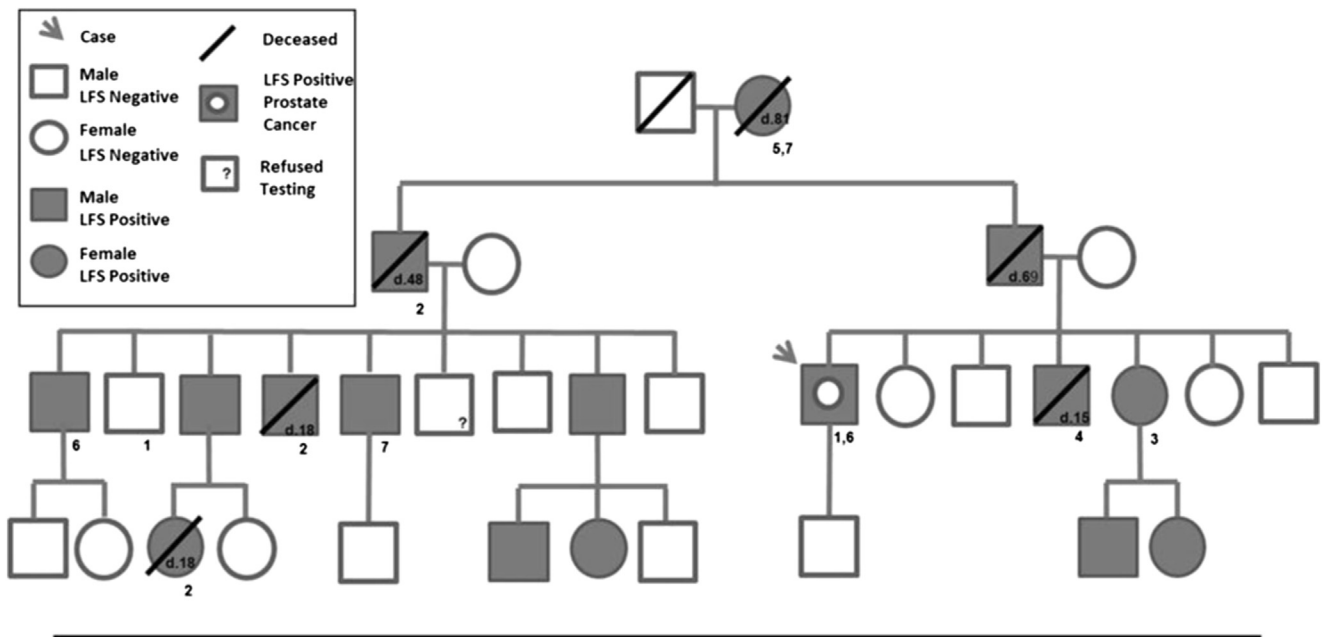 Case
Male
LFS Negative
Female
LFS Negative
Male
LFS Positive
Female
LFS Positive
Deceased
LFS Positive
Prostate
Cancer
?
Refused
Testing
d.81
5,7
d.48
2
d.69
6
1
d.18
2
7
?
1,6
d.15
4
3
d.18
2